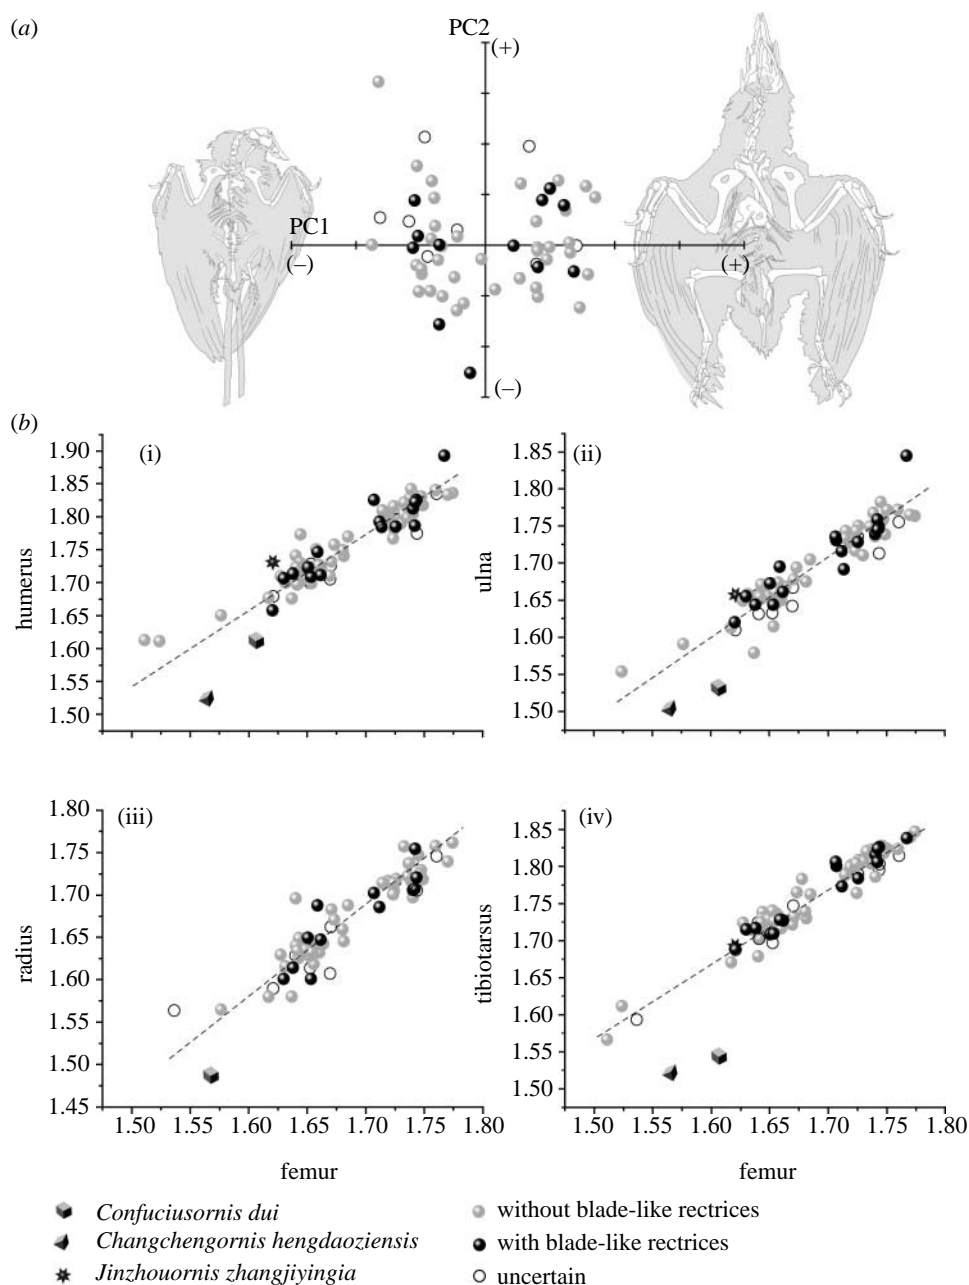 (a)
PC2
(+)
PC1
(–)
(+)
(–)
(b)
(i)
1.90
1.85
1.80
1.75
1.70
1.65
1.60
1.55
1.50
humerus
(ii)
1.85
1.80
1.75
1.70
1.65
1.60
1.55
1.50
ulna
(iii)
1.80
1.75
1.70
1.65
1.60
1.55
1.50
1.45
radius
1.50 1.55 1.60 1.65 1.70 1.75 1.80
femur
(iv)
1.85
1.80
1.75
1.70
1.65
1.60
1.55
1.50
tibiotarsus
1.50 1.55 1.60 1.65 1.70 1.75 1.80
femur
Confuciusornis dui
Changchengornis hengdaoziensis
Jinzhouornis zhangjiyingia
without blade-like rectrices
with blade-like rectrices
uncertain